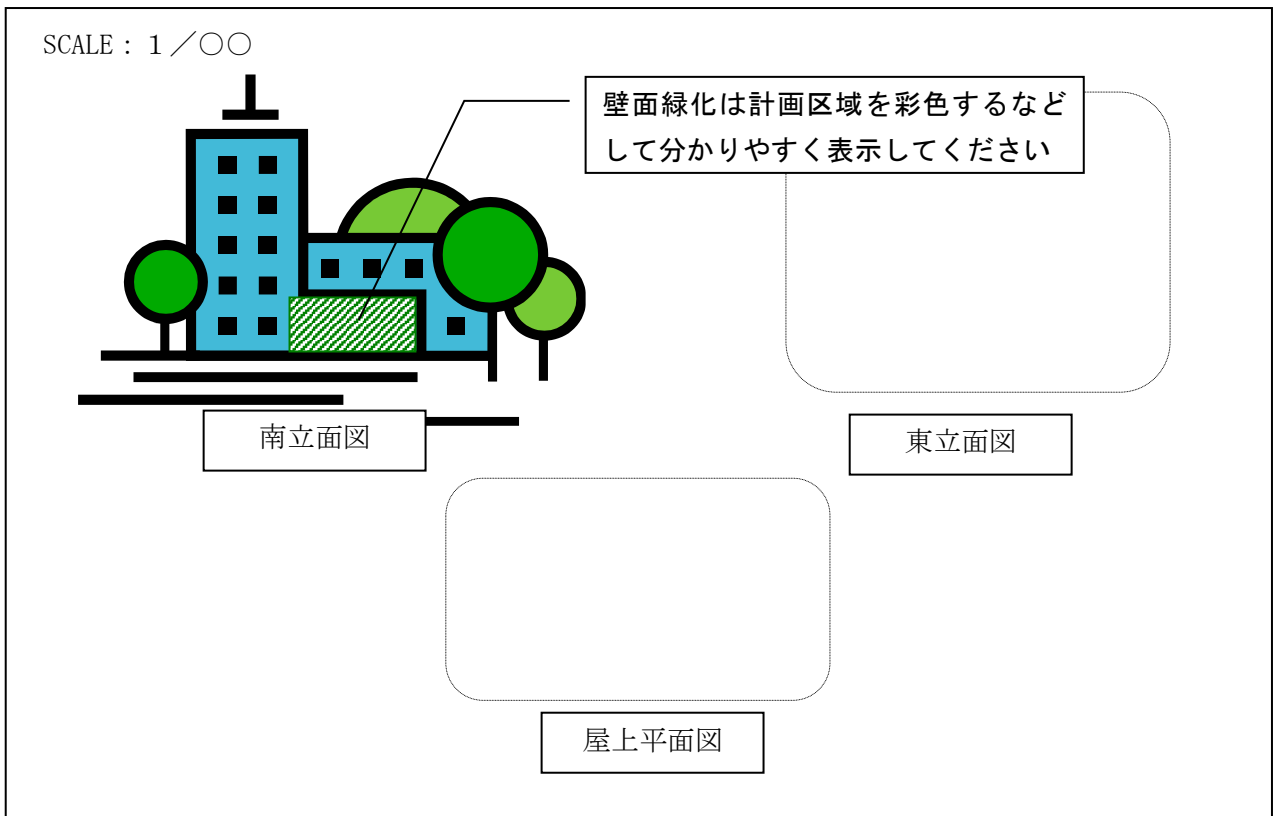 SCALE：１／○○
壁面緑化は計画区域を彩色するなど
して分かりやすく表示してください
南立面図
東立面図
屋上平面図